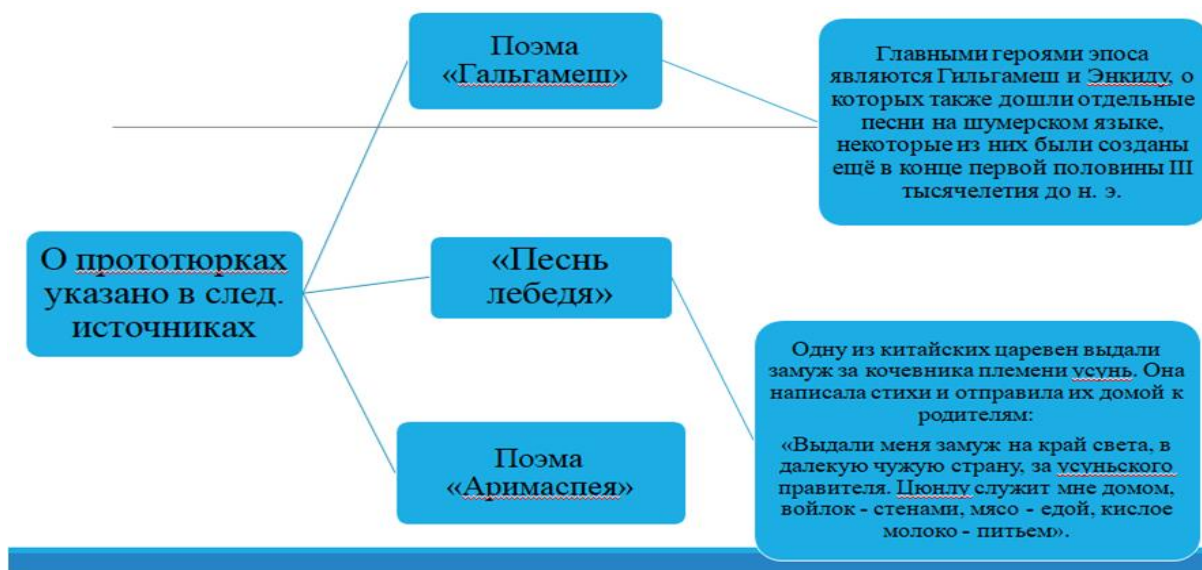 О прототюрках
указано в след.
источниках
Поэма
«Гальгамеш»
Главными героями эпоса
являются Гильгамеш и Энкиду, о
которых также дошли отдельные
песни на шумерском языке,
некоторые из них были созданы
ещё в конце первой половины III
тысячелетия до н. э.
«Песнь
лебедя»
Одну из китайских царевен выдали
замуж за кочевника племени усунь. Она
написала стихи и отправила их домой к
родителям:
«Выдали меня замуж на край света, в
далекую чужую страну, за усуньского
правителя. Цюнлу служит мне домом,
войлок - стенами, мясо - едой, кислое
молоко - питьем».
Поэма
«Аримаспея»